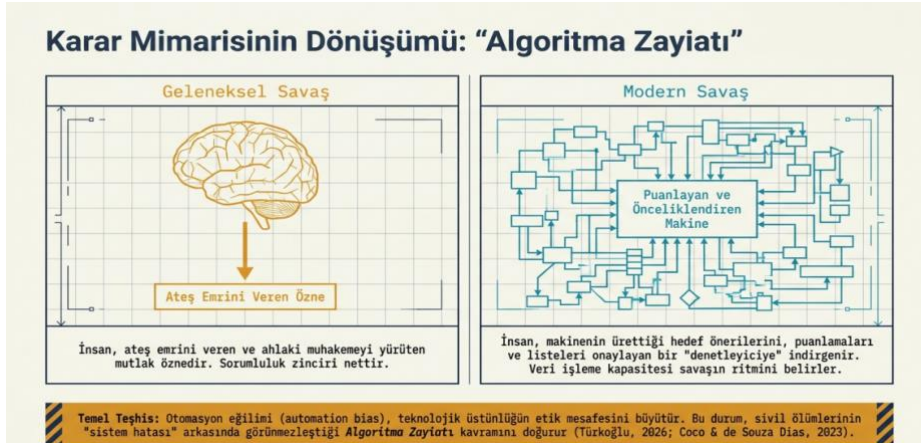 Karar Mimarisinin Dönüşümü: “Algoritma Zayiatı”
Geleneksel Savaş
Ateş Emrini Veren Özne
İnsan, ateş emrini veren ve ahlaki muhakemeyi yürüten
mutlak öznedir. Sorumluluk zinciri nettir.
Modern Savaş
Puanlayan ve
Önceliklendiren
Makine
İnsan, makinenin ürettiği hedef önerilerini, puanlamaları
ve listeleri onaylayan bir "denetleyiciye" indirgenir.
Veri işleme kapasitesi savaşın ritmini belirler.
Temel Teşhis: Otomasyon eğilimi (automation bias), teknolojik üstünlüğün etik mesafesini büyütür. Bu durum, sivil ölümlerinin
"sistem hatası" arkasında görünmezleştiği Algoritma Zayiatı kavramını doğurur (Türkoğlu, 2026; Coco & de Souza Dias, 2023).